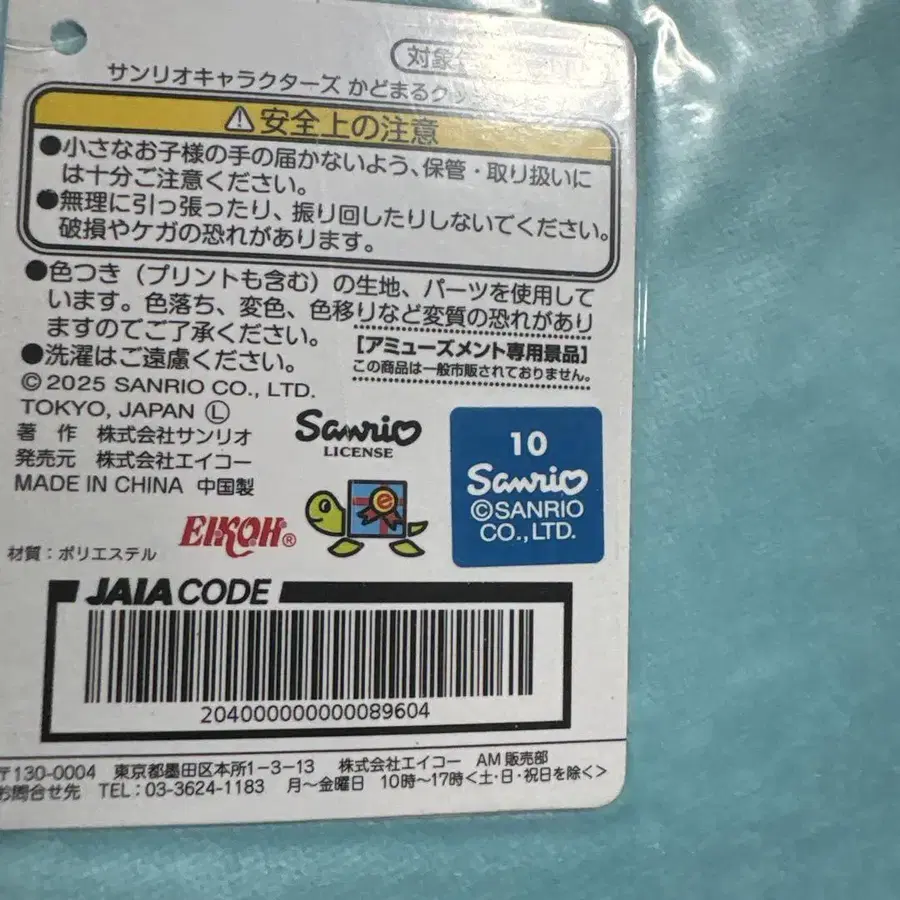 対象
サンリオキャラクターズ かどまるク
⚠安全上の注意
●小さなお子様の手の届かないよう、保管・取り扱いに
は十分ご注意ください。
●無理に引っ張ったり、振り回したりしないでください。
破損やケガの恐れがあります。
●色つき（プリントも含む）の生地、パーツを使用して
います。色落ち、変色、色移りなど変質の恐れがあり
ますのでご了承ください。
●洗濯はご遠慮ください。
[アミューズメント専用景品]
この商品は一般市販されておりません。
©2025 SANRIO CO., LTD.
TOKYO, JAPAN Ⓛ
著 作 株式会社サンリオ
発売元 株式会社エイコー
MADE IN CHINA 中国製
Sanrio
LICENSE
10
Sanrio
©SANRIO
CO.,LTD.
材質：ポリエステル
EIKOH®
e
JAIA CODE
2040000000000089604
〒130-0004 東京都墨田区本所1-3-13 株式会社エイコー AM販売部
お問合せ先 TEL：03-3624-1183 月〜金曜日 10時〜17時<土・日・祝日を除く>